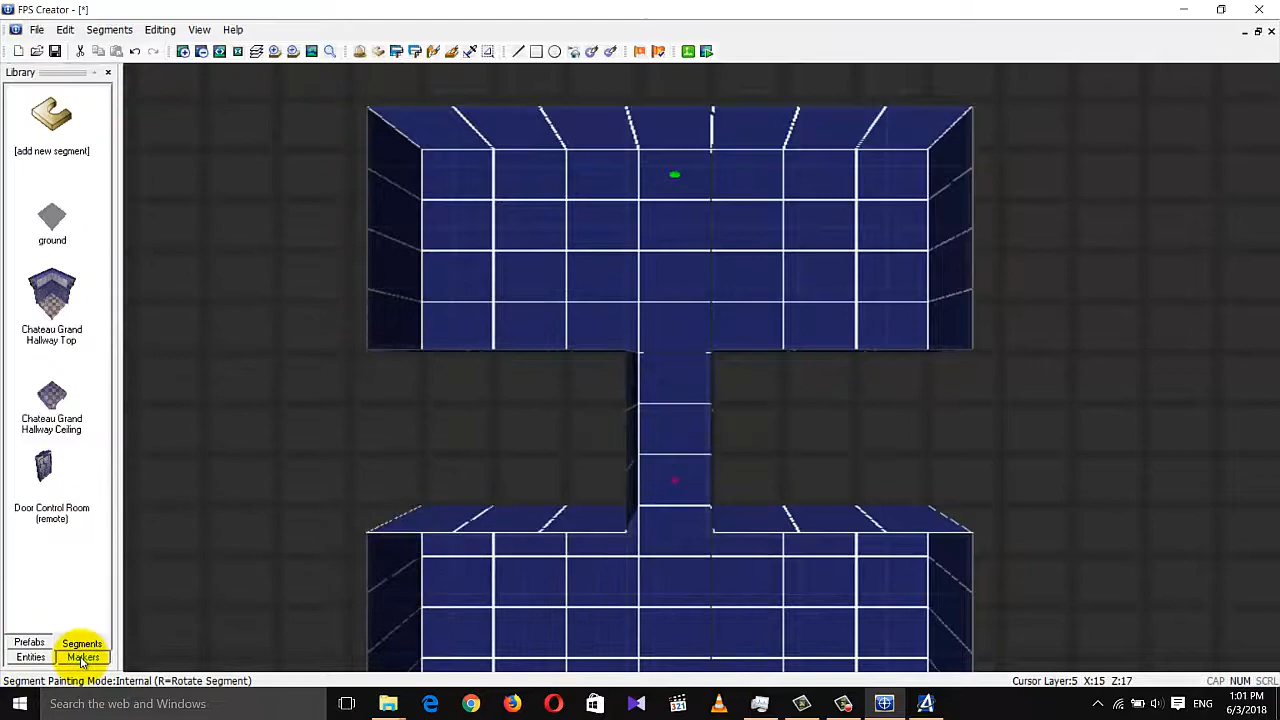 FPS Creator - [*]
File Edit Segments Editing View Help
Library
[add new segment]
ground
Chateau Grand
Hallway Top
Chateau Grand
Hallway Ceiling
Door Control Room
(remote)
Prefabs Segments
Entities Markers
Segment Painting Mode:Internal (R=Rotate Segment) Cursor Layer:5 X:15 Z:17 CAP NUM SCRL
Search the web and Windows
321
ENG
1:01 PM
6/3/2018